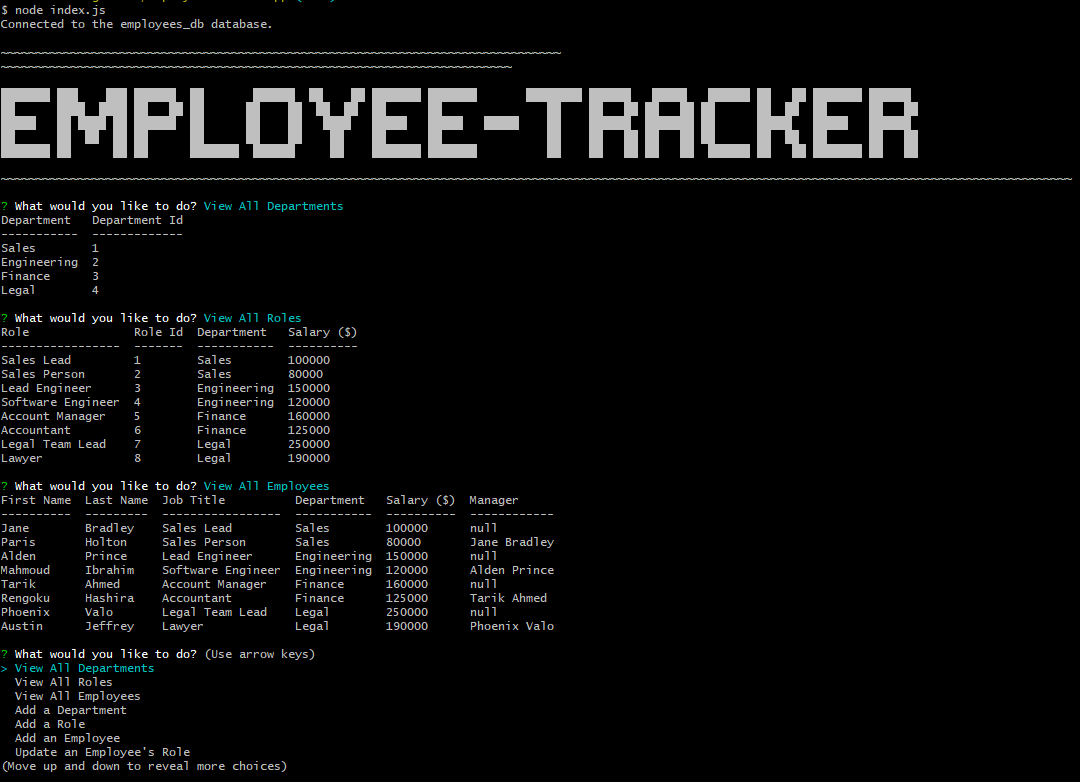 $ node index.js
Connected to the employees_db database.
EMPLOYEE-TRACKER
? What would you like to do? View All Departments
Department  Department Id
----------  -------------
Sales       1
Engineering 2
Finance     3
Legal       4
? What would you like to do? View All Roles
Role               Role Id  Department   Salary ($)
-----------------  -------  -----------  ----------
Sales Lead         1        Sales        100000
Sales Person       2        Sales        80000
Lead Engineer      3        Engineering  150000
Software Engineer  4        Engineering  120000
Account Manager    5        Finance      160000
Accountant         6        Finance      125000
Legal Team Lead    7        Legal        250000
Lawyer             8        Legal        190000
? What would you like to do? View All Employees
First Name  Last Name  Job Title          Department   Salary ($)  Manager
----------  ---------  -----------------  -----------  ----------  ------------
Jane        Bradley    Sales Lead         Sales        100000      null
Paris       Holton     Sales Person       Sales        80000       Jane Bradley
Alden       Prince     Lead Engineer      Engineering  150000      null
Mahmoud     Ibrahim    Software Engineer  Engineering  120000      Alden Prince
Tarik       Ahmed      Account Manager    Finance      160000      null
Rengoku     Hashira    Accountant         Finance      125000      Tarik Ahmed
Phoenix     Valo       Legal Team Lead    Legal        250000      null
Austin      Jeffrey    Lawyer             Legal        190000      Phoenix Valo
? What would you like to do? (Use arrow keys)
> View All Departments
  View All Roles
  View All Employees
  Add a Department
  Add a Role
  Add an Employee
  Update an Employee's Role
(Move up and down to reveal more choices)